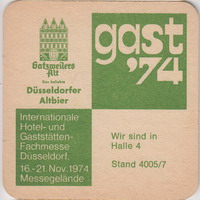 gast
'74
Gatzweilers
Alt
Das beliebte
Düsseldorfer
Altbier
Internationale
Hotel- und
Gaststätten-
Fachmesse
Düsseldorf.
16.-21. Nov. 1974
Messegelände
Wir sind in
Halle 4
Stand 4005/7